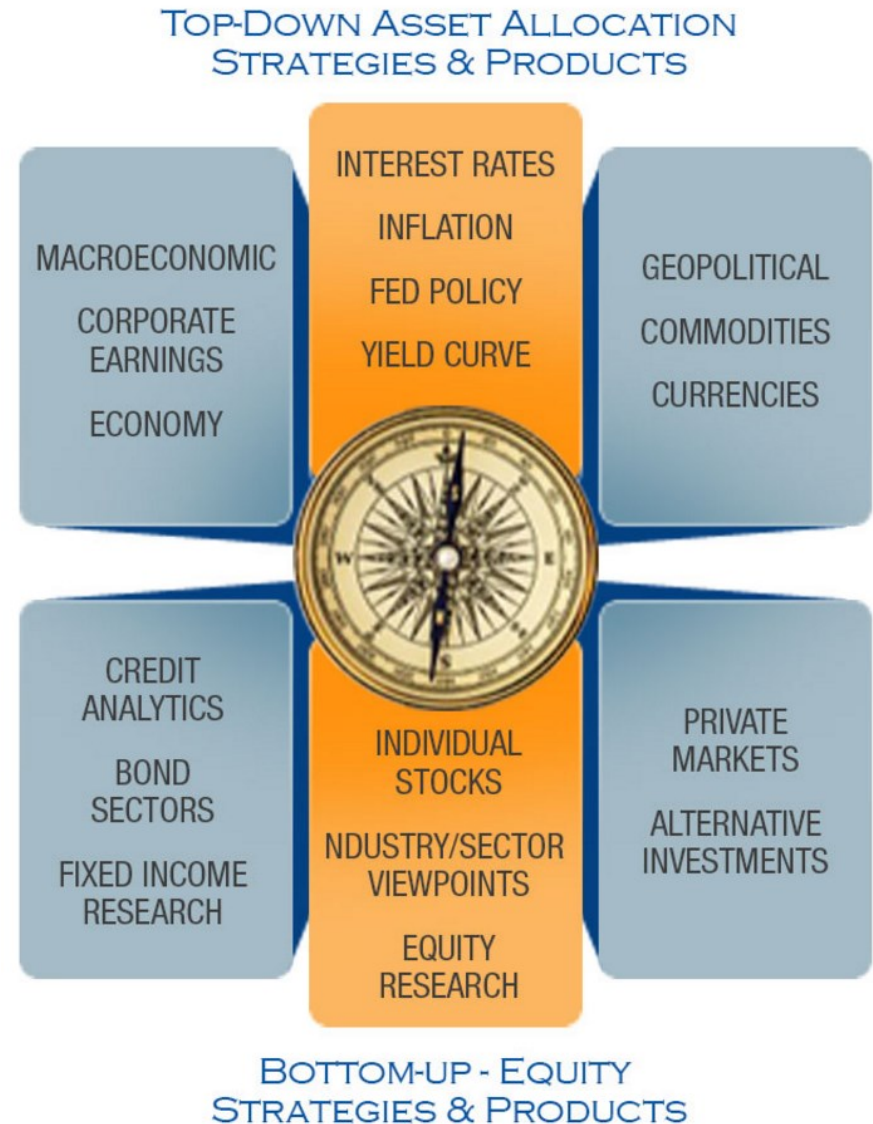 TOP-DOWN ASSET ALLOCATION
STRATEGIES & PRODUCTS
MACROECONOMIC
CORPORATE
EARNINGS
ECONOMY
INTEREST RATES
INFLATION
FED POLICY
YIELD CURVE
GEOPOLITICAL
COMMODITIES
CURRENCIES
W
E
S
CREDIT
ANALYTICS
BOND
SECTORS
FIXED INCOME
RESEARCH
INDIVIDUAL
STOCKS
NDUSTRY/SECTOR
VIEWPOINTS
EQUITY
RESEARCH
PRIVATE
MARKETS
ALTERNATIVE
INVESTMENTS
BOTTOM-UP - EQUITY
STRATEGIES & PRODUCTS